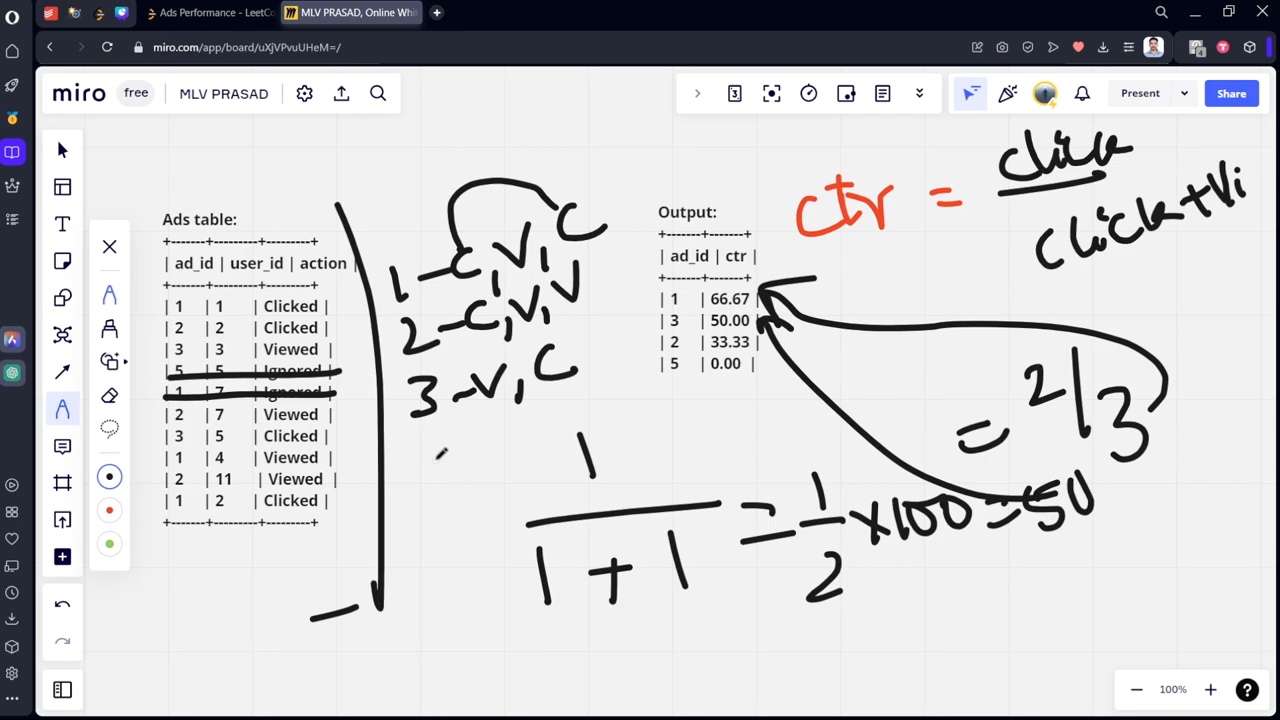 Ads Performance - LeetCo
MLV PRASAD, Online Whi
miro.com/app/board/uXjVPvuUHeM=/
4
miro
free
MLV PRASAD
3
Present
Share
Ads table:
+-------+---------+---------+
| ad_id | user_id | action |
+-------+---------+---------+
| 1 | 1 | Clicked |
| 2 | 2 | Clicked |
| 3 | 3 | Viewed |
| 5 | 5 | Ignored |
| 1 | 7 | Ignored |
| 2 | 7 | Viewed |
| 3 | 5 | Clicked |
| 1 | 4 | Viewed |
| 2 | 11 | Viewed |
| 1 | 2 | Clicked |
+-------+---------+---------+
1 - C, V, C
2 - C, V, V
3 - V, C
Output:
+-------+-------+
| ad_id | ctr |
+-------+-------+
| 1 | 66.67 |
| 3 | 50.00 |
| 2 | 33.33 |
| 5 | 0.00 |
ctr = click
click+Vi
= 2/3
1
1 + 1
= 1/2 x100 = 50
100%
?